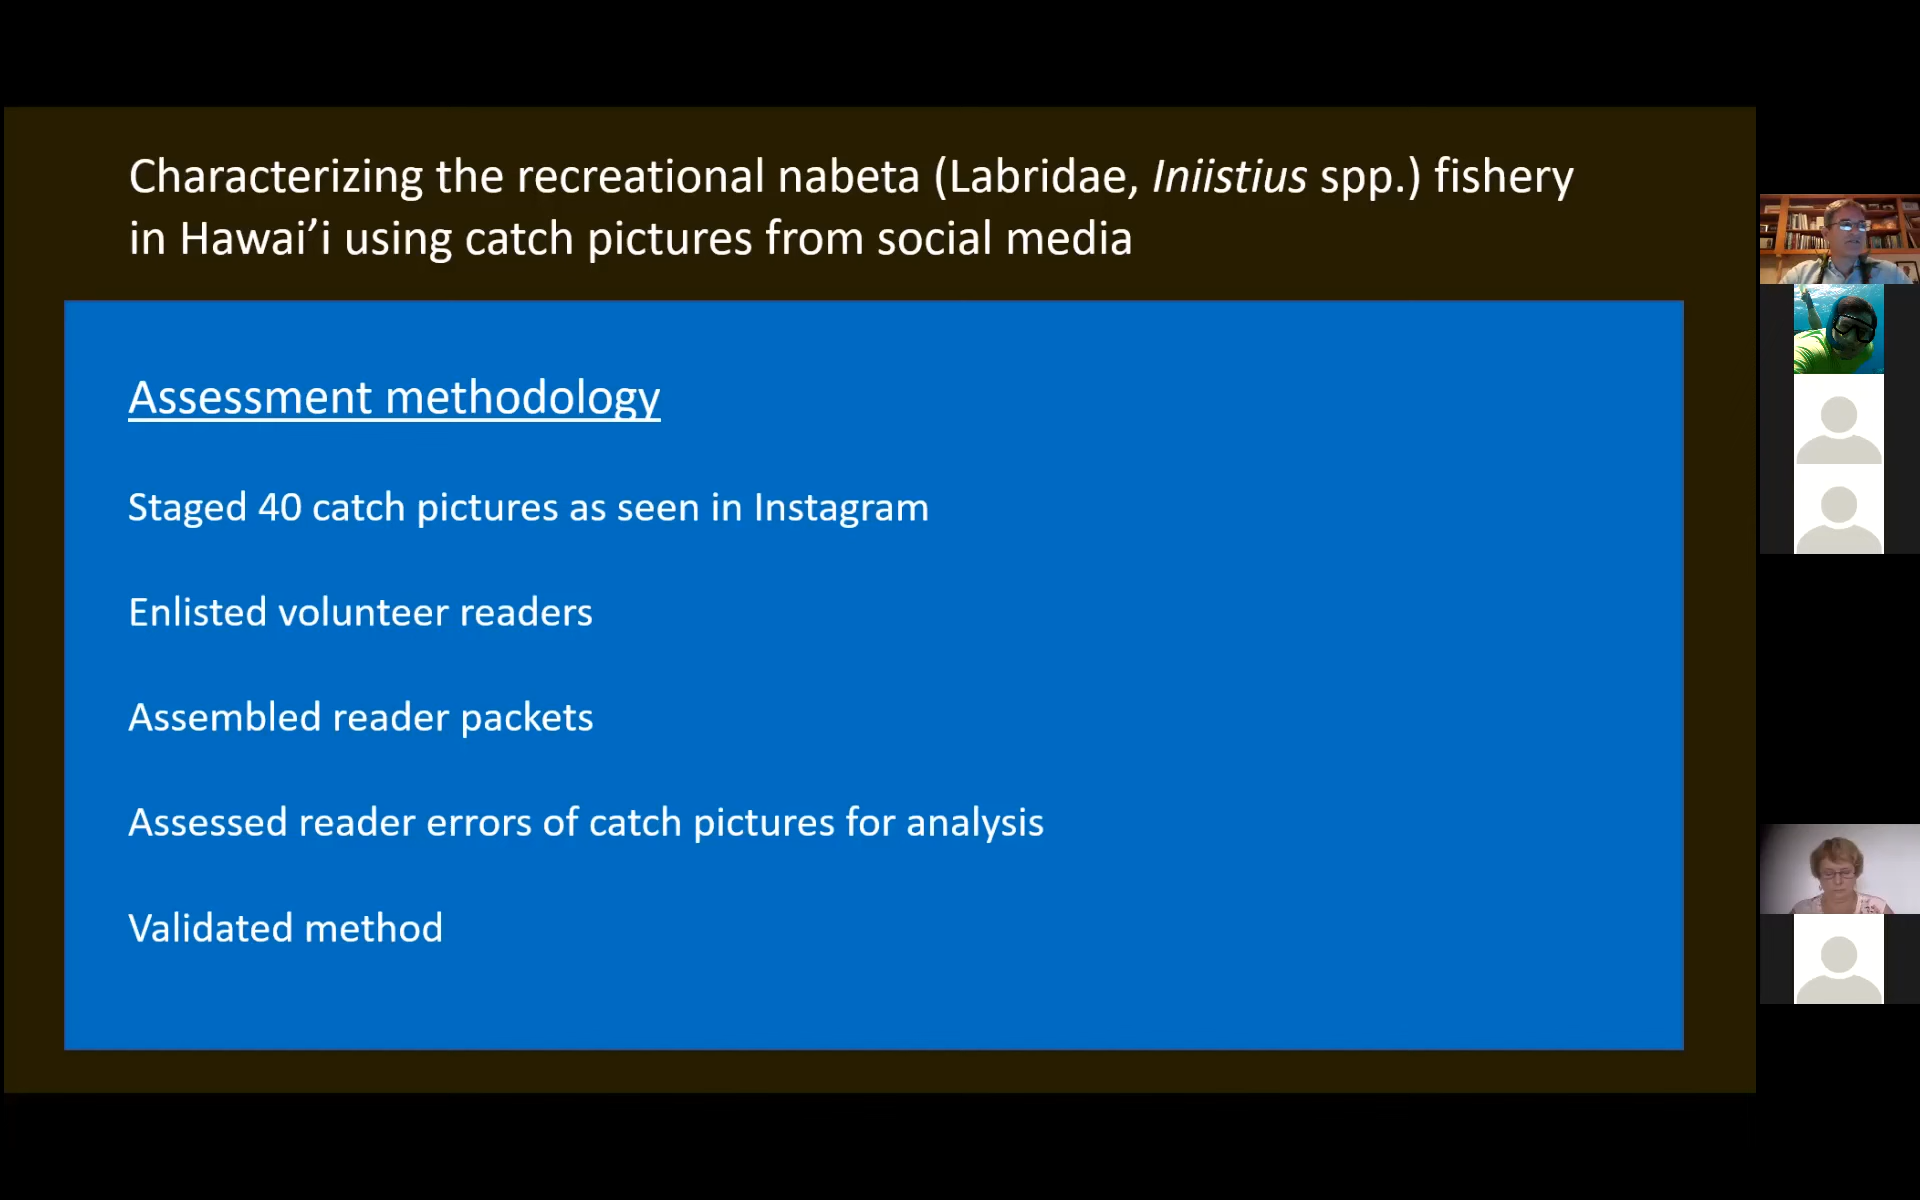 Characterizing the recreational nabeta (Labridae, Iniistius spp.) fishery
in Hawai’i using catch pictures from social media
Assessment methodology
Staged 40 catch pictures as seen in Instagram
Enlisted volunteer readers
Assembled reader packets
Assessed reader errors of catch pictures for analysis
Validated method